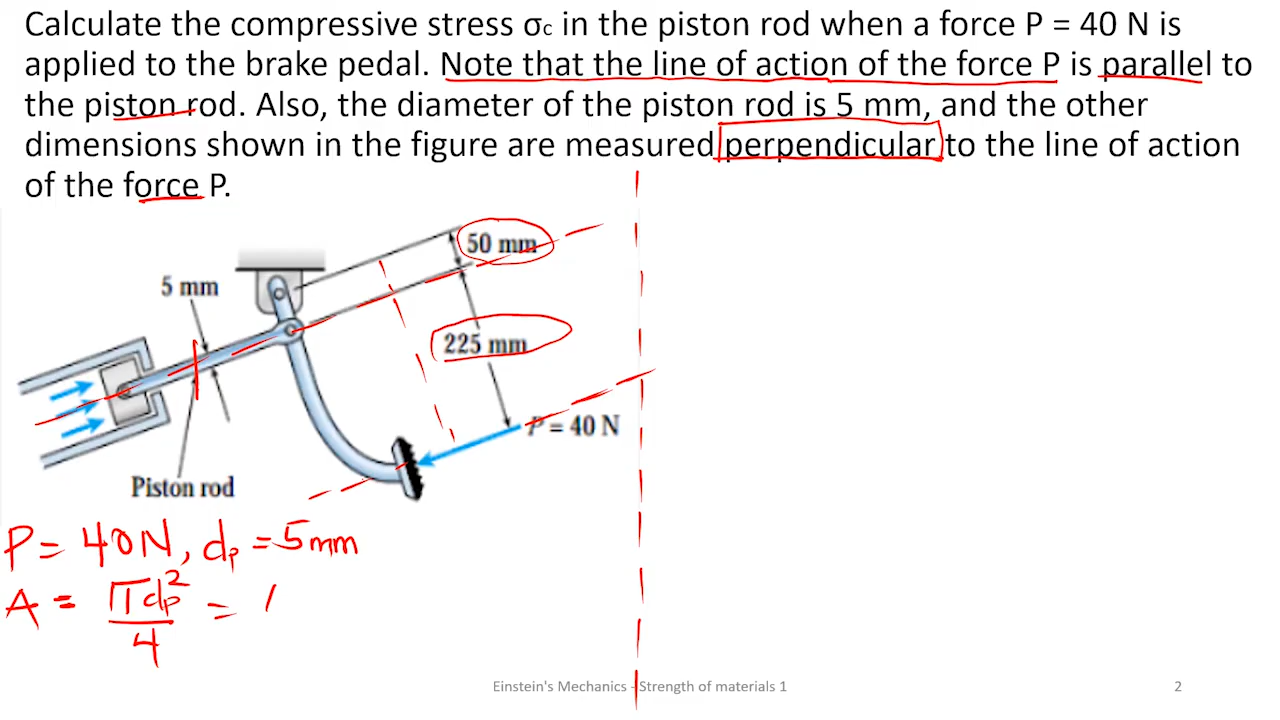 Calculate the compressive stress σc in the piston rod when a force P = 40 N is
applied to the brake pedal. Note that the line of action of the force P is parallel to
the piston rod. Also, the diameter of the piston rod is 5 mm, and the other
dimensions shown in the figure are measured perpendicular to the line of action
of the force P.
50 mm
5 mm
225 mm
P = 40 N
Piston rod
P = 40N, dp = 5mm
A = πdp²/4 =
Einstein's Mechanics - Strength of materials 1
2